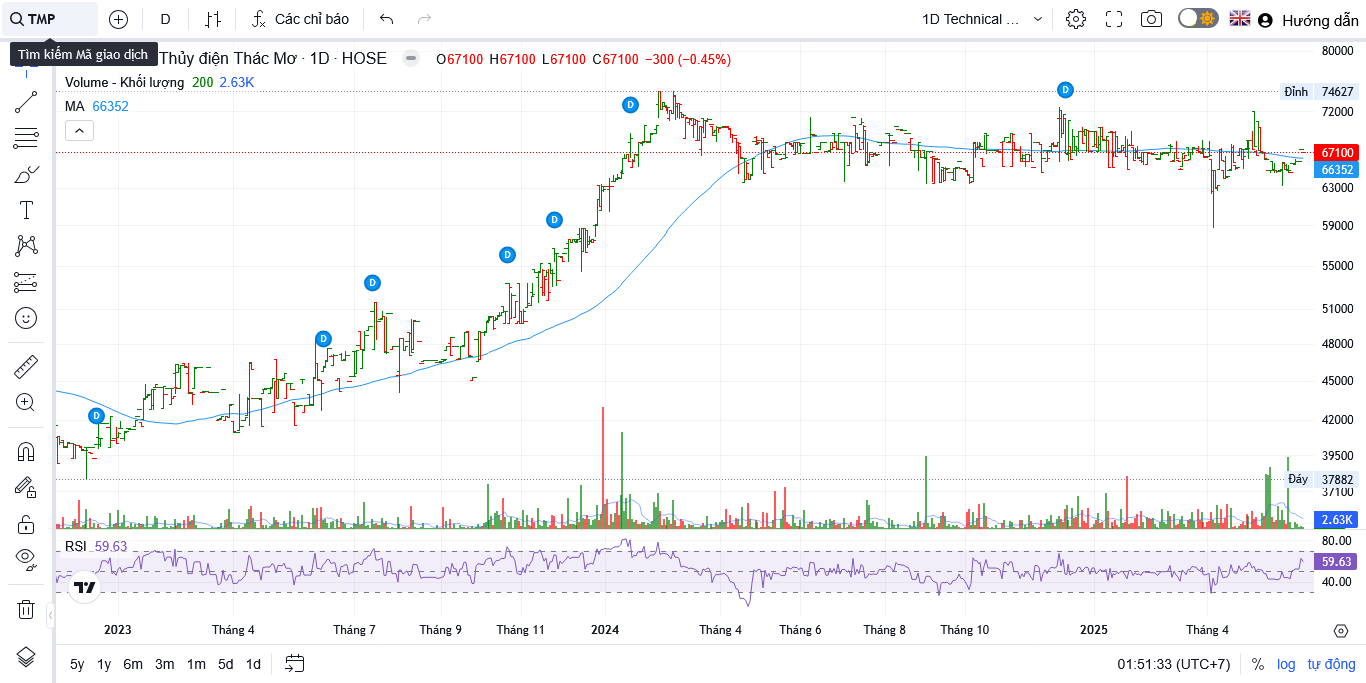 TMP D Các chỉ báo 1D Technical ... Hướng dẫn
Tìm kiếm Mã giao dịch
Thủy điện Thác Mơ · 1D · HOSE O67100 H67100 L67100 C67100 −300 (−0.45%)
Volume - Khối lượng 200 2.63K
MA 66352
80000
Đỉnh 74627
72000
67100
66352
63000
59000
55000
51000
48000
45000
42000
39500
Đáy 37882
37100
2.63K
D
D
D
D
D
D
D
RSI 59.63
80.00
59.63
40.00
2023 Tháng 4 Tháng 7 Tháng 9 Tháng 11 2024 Tháng 4 Tháng 6 Tháng 8 Tháng 10 2025 Tháng 4
5y 1y 6m 3m 1m 5d 1d 01:51:33 (UTC+7) % log tự động